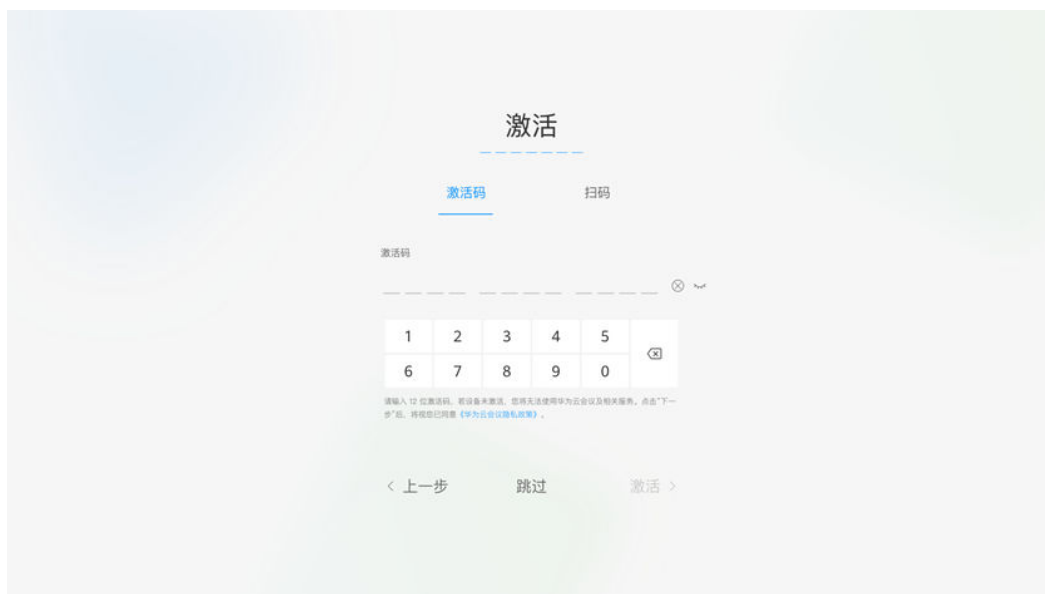 激活
激活码 扫码
激活码
1 2 3 4 5
6 7 8 9 0
请输入 12 位激活码，若设备未激活，您将无法使用华为云会议及相关服务。点击“下一
步”后，将视您已同意《华为云会议隐私政策》。
< 上一步 跳过 激活 >